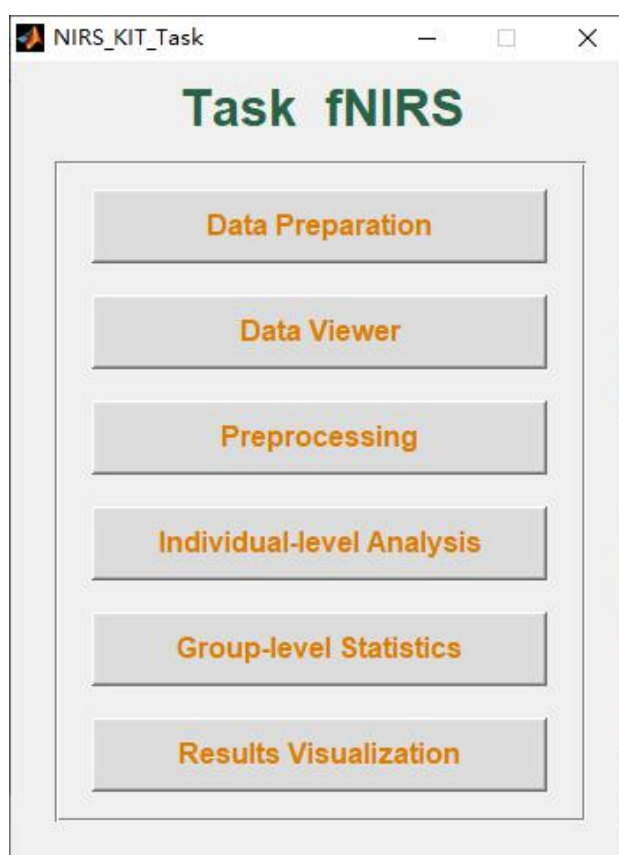 NIRS_KIT_Task
Task fNIRS
Data Preparation
Data Viewer
Preprocessing
Individual-level Analysis
Group-level Statistics
Results Visualization